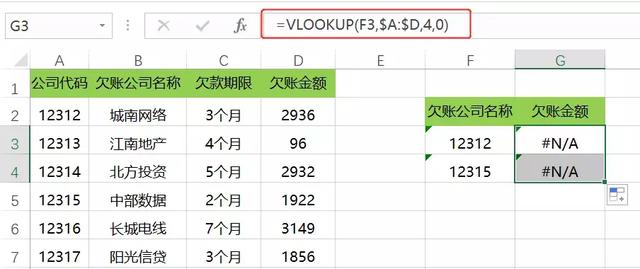 G3 fx =VLOOKUP(F3,$A:$D,4,0)
A B C D E F G
1 公司代码 欠账公司名称 欠款期限 欠账金额
2 12312 城南网络 3个月 2936 欠账公司名称 欠账金额
3 12313 江南地产 4个月 96 12312 #N/A
4 12314 北方投资 5个月 2932 12315 #N/A
5 12315 中部数据 2个月 1922
6 12316 长城电线 7个月 3149
7 12317 阳光信贷 3个月 1856